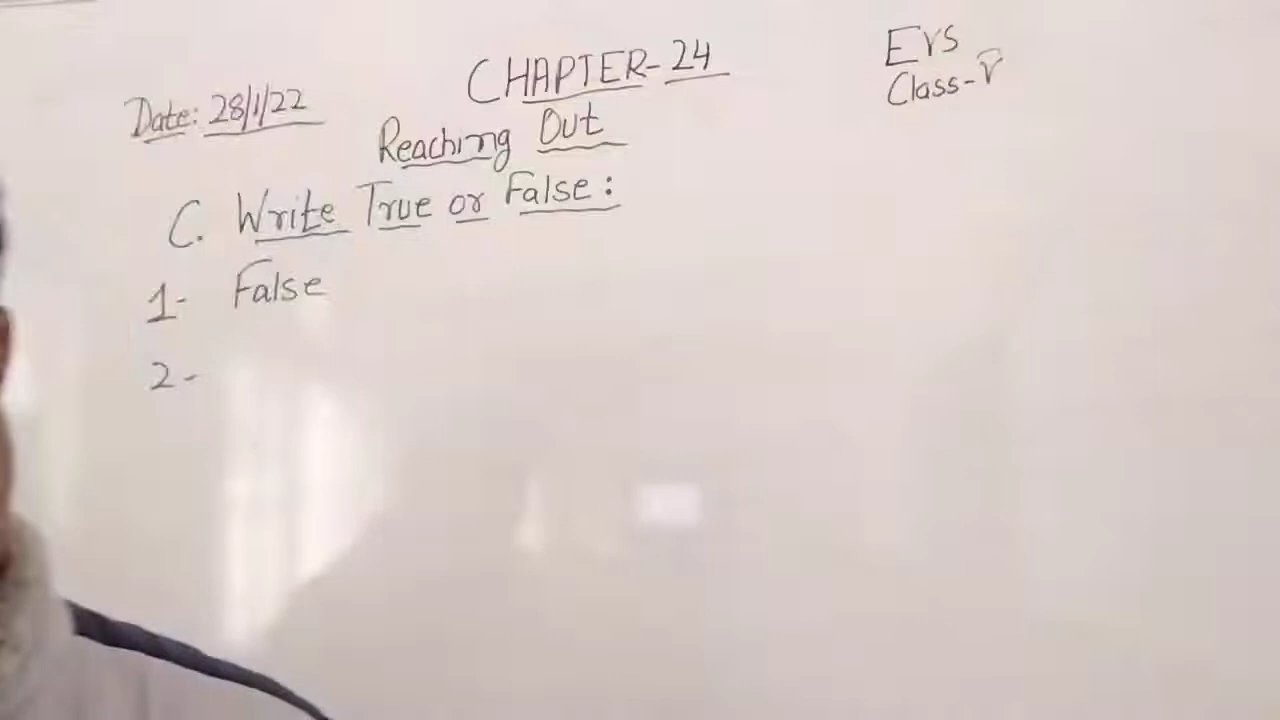 Date: 28/1/22
CHAPTER-24
EVS
Class-V
Reaching Out
C. Write True or False:
1- False
2-